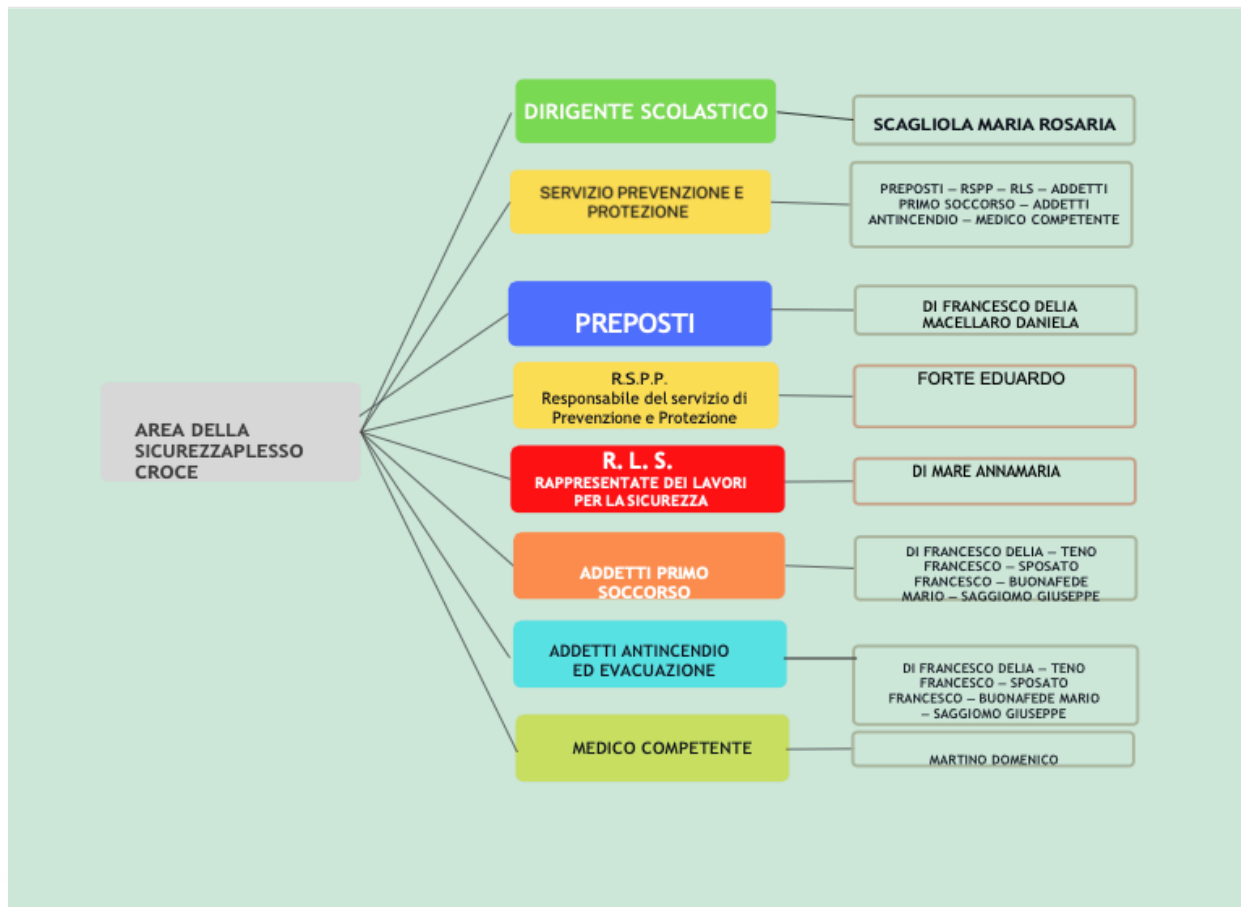 DIRIGENTE SCOLASTICO
SCAGLIOLA MARIA ROSARIA
SERVIZIO PREVENZIONE E
PROTEZIONE
PREPOSTI – RSPP – RLS – ADDETTI
PRIMO SOCCORSO – ADDETTI
ANTINCENDIO – MEDICO COMPETENTE
PREPOSTI
DI FRANCESCO DELIA
MACELLARO DANIELA
AREA DELLA
SICUREZZAPLESSO
CROCE
R.S.P.P.
Responsabile del servizio di
Prevenzione e Protezione
FORTE EDUARDO
R. L. S.
RAPPRESENTATE DEI LAVORI
PER LA SICUREZZA
DI MARE ANNAMARIA
ADDETTI PRIMO
SOCCORSO
DI FRANCESCO DELIA – TENO
FRANCESCO – SPOSATO
FRANCESCO – BUONAFEDE
MARIO – SAGGIOMO GIUSEPPE
ADDETTI ANTINCENDIO
ED EVACUAZIONE
DI FRANCESCO DELIA – TENO
FRANCESCO – SPOSATO
FRANCESCO – BUONAFEDE MARIO
– SAGGIOMO GIUSEPPE
MEDICO COMPETENTE
MARTINO DOMENICO